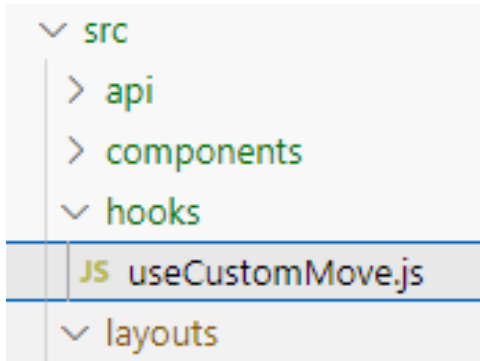 src
api
components
hooks
JS useCustomMove.js
layouts